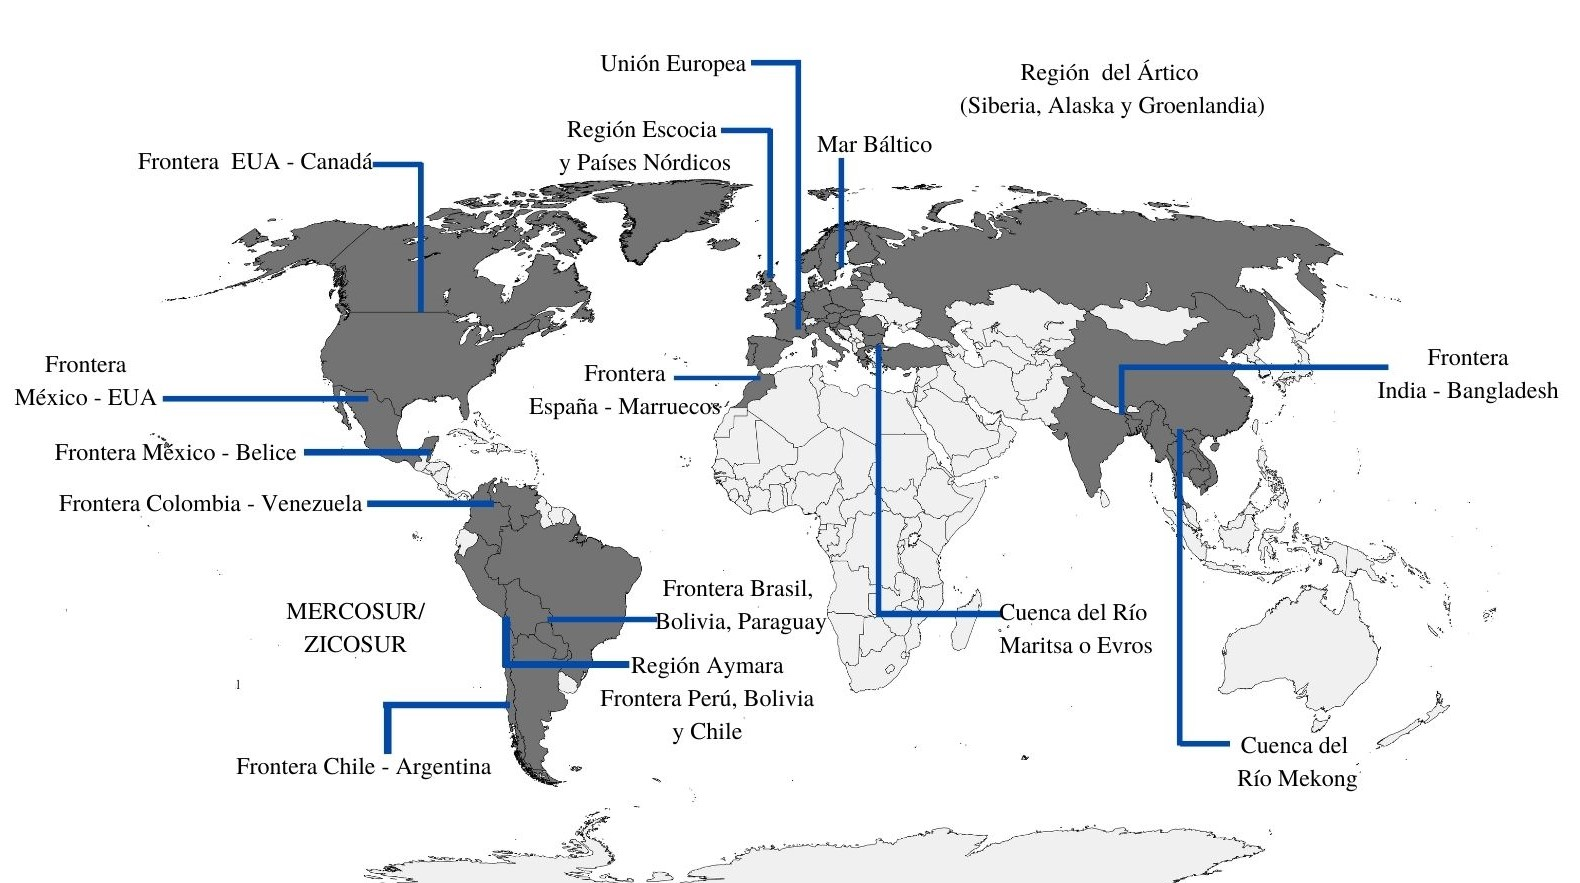 Unión Europea
Región del Ártico
(Siberia, Alaska y Groenlandia)
Región Escocia
y Países Nórdicos
Mar Báltico
Frontera EUA - Canadá
Frontera
México - EUA
Frontera
España - Marruecos
Frontera
India - Bangladesh
Frontera México - Belice
Frontera Colombia - Venezuela
MERCOSUR/
ZICOSUR
Frontera Brasil,
Bolivia, Paraguay
Cuenca del Río
Maritsa o Evros
Región Aymara
Frontera Perú, Bolivia
y Chile
Frontera Chile - Argentina
Cuenca del
Río Mekong